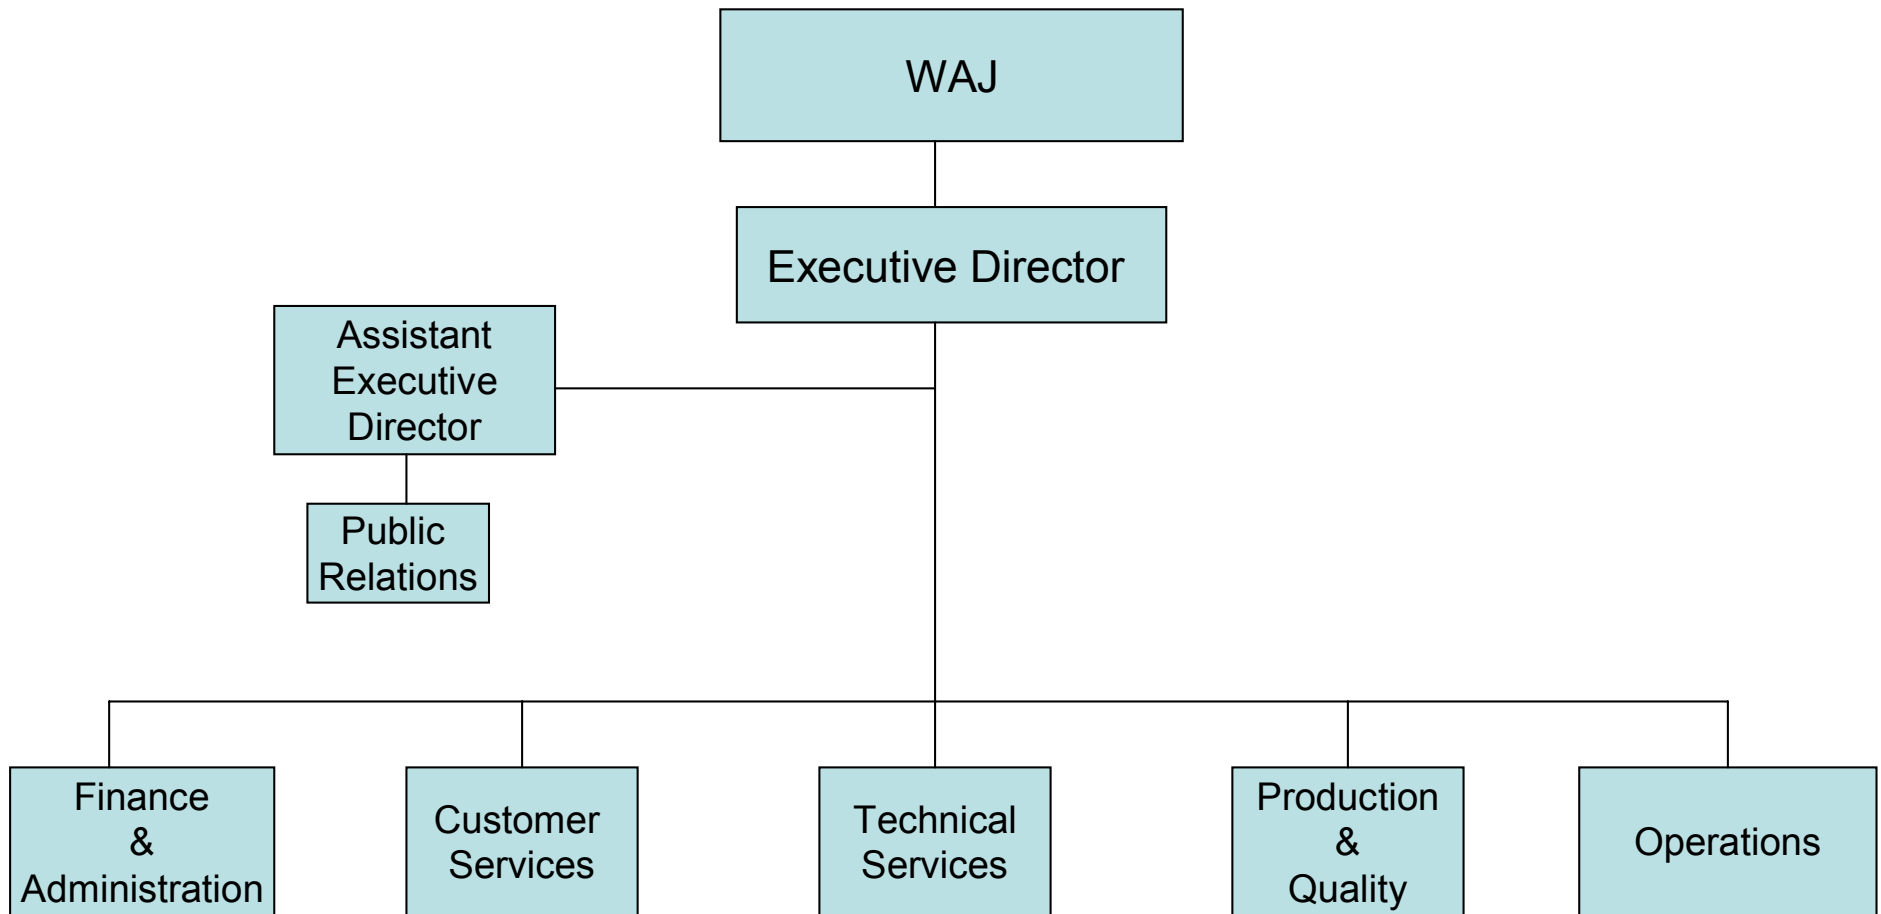 WAJ
Executive Director
Assistant
Executive
Director
Public
Relations
Finance
&
Administration
Customer
Services
Technical
Services
Production
&
Quality
Operations